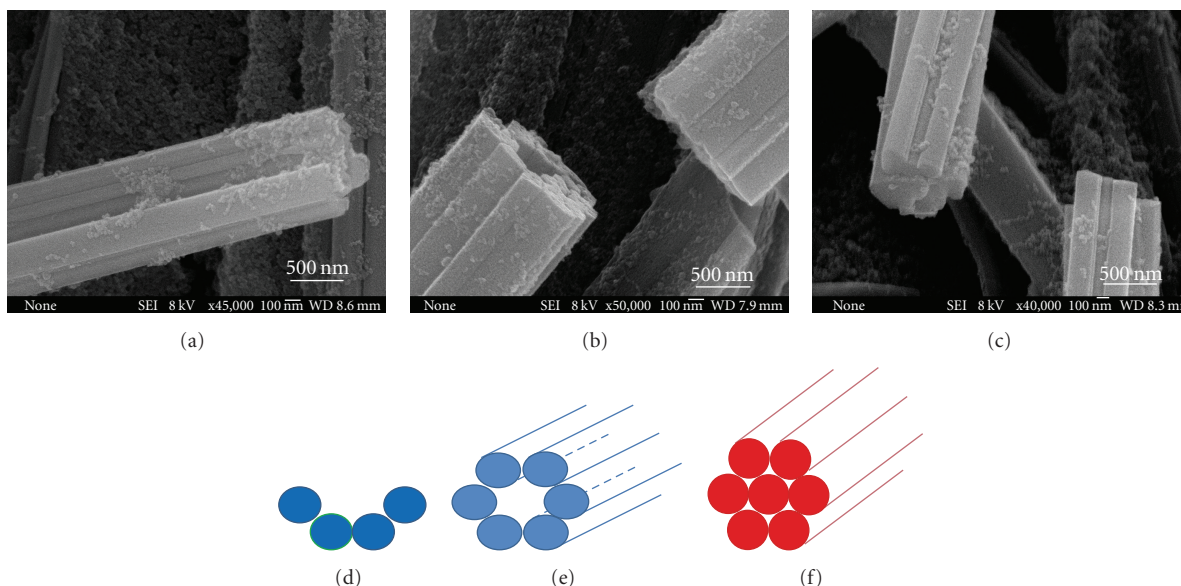 500 nm
None SEI 8 kV x45,000 100 nm WD 8.6 mm
(a)
500 nm
None SEI 8 kV x50,000 100 nm WD 7.9 mm
(b)
500 nm
None SEI 8 kV x40,000 100 nm WD 8.3 m
(c)
(d)
(e)
(f)